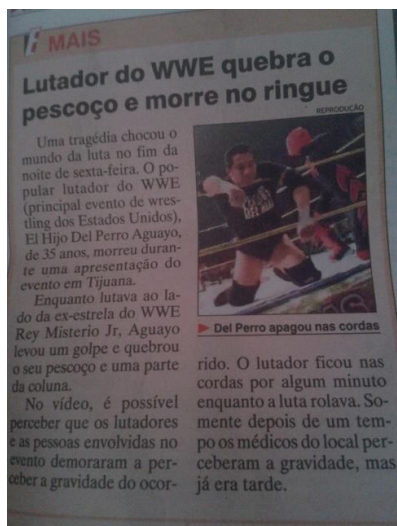 E MAIS
Lutador do WWE quebra o
pescoço e morre no ringue
REPRODUÇÃO
Uma tragédia chocou o
mundo da luta no fim da
noite de sexta-feira. O po-
pular lutador do WWE
(principal evento de wres-
tling dos Estados Unidos),
El Hijo Del Perro Aguayo,
de 35 anos, morreu duran-
te uma apresentação do
evento em Tijuana.
Enquanto lutava ao la-
do da ex-estrela do WWE
Rey Misterio Jr, Aguayo
levou um golpe e quebrou
o seu pescoço e uma parte
da coluna.
No vídeo, é possível
perceber que os lutadores
e as pessoas envolvidas no
evento demoraram a per-
ceber a gravidade do ocor-
Del Perro apagou nas cordas
rido. O lutador ficou nas
cordas por algum minuto
enquanto a luta rolava. So-
mente depois de um tem-
po os médicos do local per-
ceberam a gravidade, mas
já era tarde.